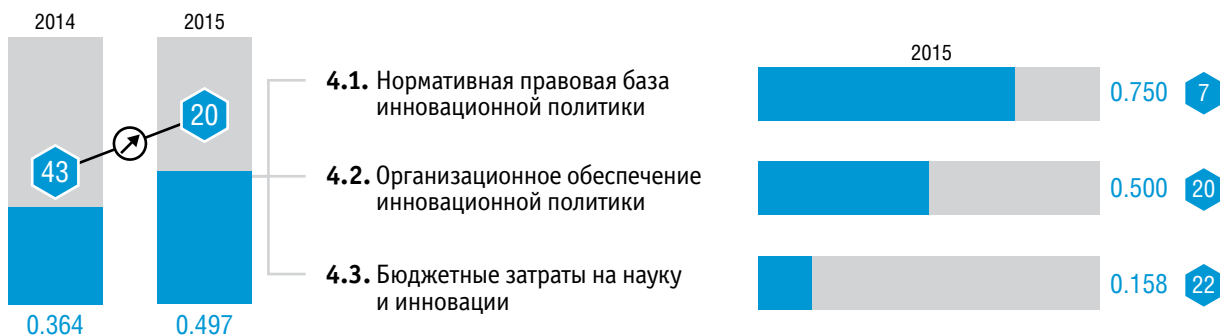 2014 2015
43
20
0.364 0.497
4.1. Нормативная правовая база
инновационной политики
4.2. Организационное обеспечение
инновационной политики
4.3. Бюджетные затраты на науку
и инновации
2015
0.750 7
0.500 20
0.158 22